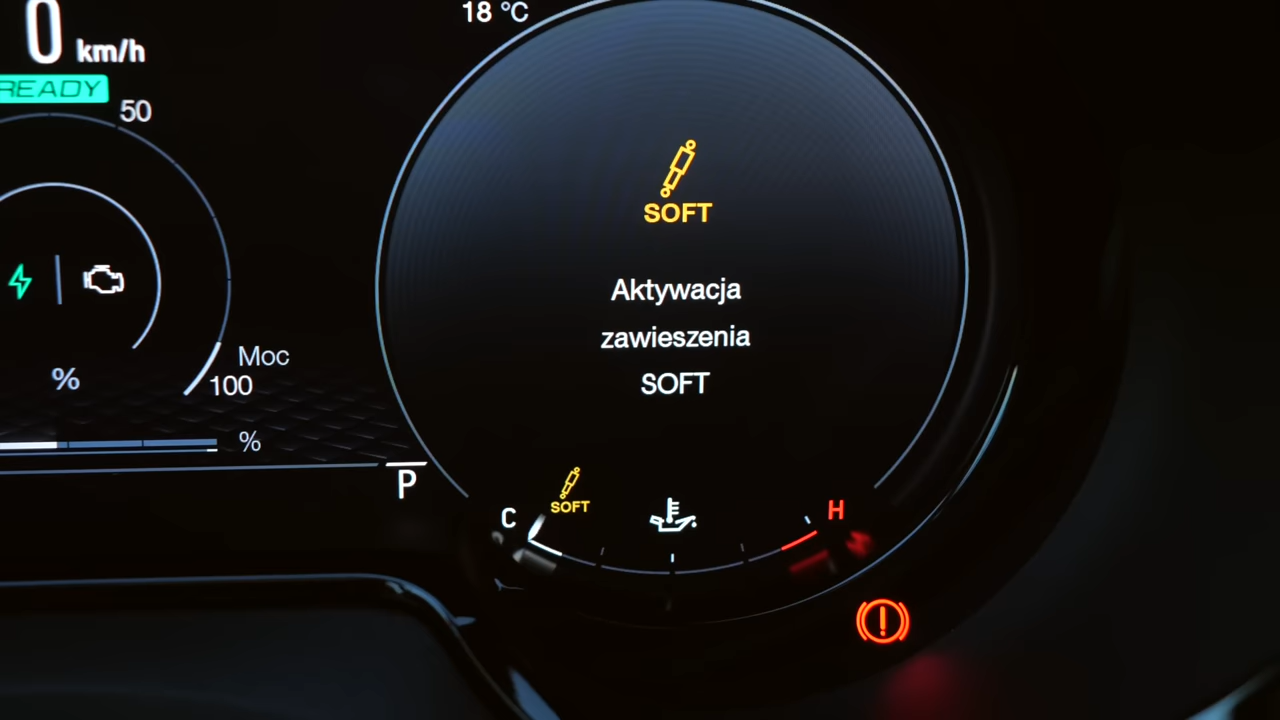 18 °C
0 km/h
READY
50
SOFT
Aktywacja
zawieszenia
SOFT
Moc
100
%
%
P
SOFT
C
H